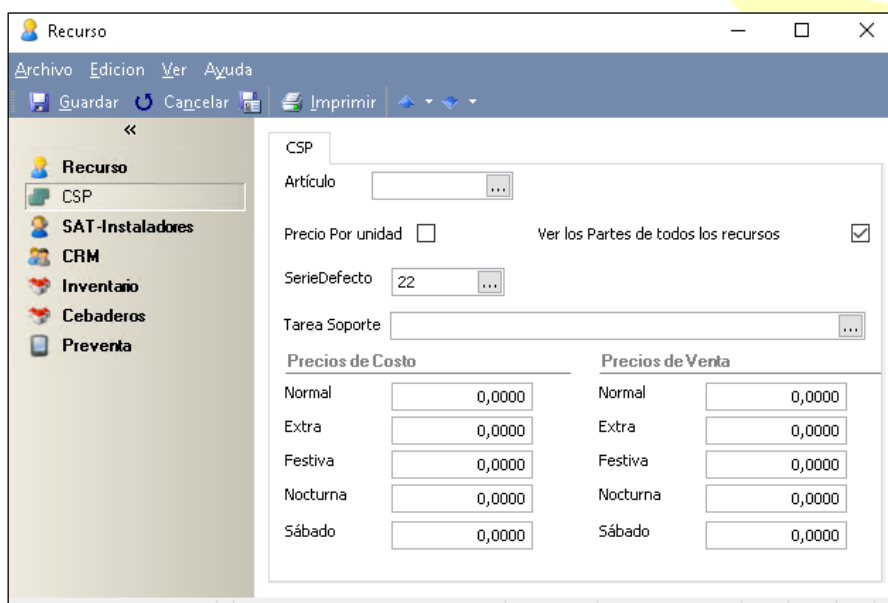 Recurso
Archivo Edicion Ver Ayuda
Guardar Cancelar Imprimir
«
Recurso
CSP
SAT-Instaladores
CRM
Inventario
Cebaderos
Preventa
CSP
Artículo ...
Precio Por unidad Ver los Partes de todos los recursos
SerieDefecto 22 ...
Tarea Soporte ...
Precios de Costo Precios de Venta
Normal 0,0000 Normal 0,0000
Extra 0,0000 Extra 0,0000
Festiva 0,0000 Festiva 0,0000
Nocturna 0,0000 Nocturna 0,0000
Sábado 0,0000 Sábado 0,0000